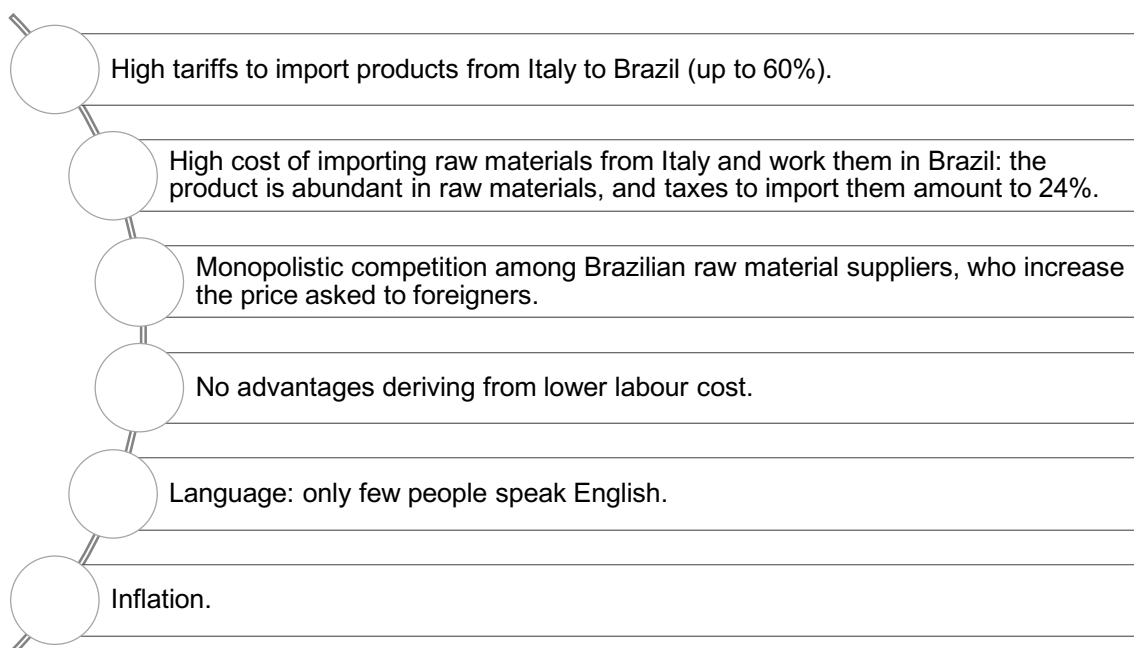 High tariffs to import products from Italy to Brazil (up to 60%).
High cost of importing raw materials from Italy and work them in Brazil: the
product is abundant in raw materials, and taxes to import them amount to 24%.
Monopolistic competition among Brazilian raw material suppliers, who increase
the price asked to foreigners.
No advantages deriving from lower labour cost.
Language: only few people speak English.
Inflation.